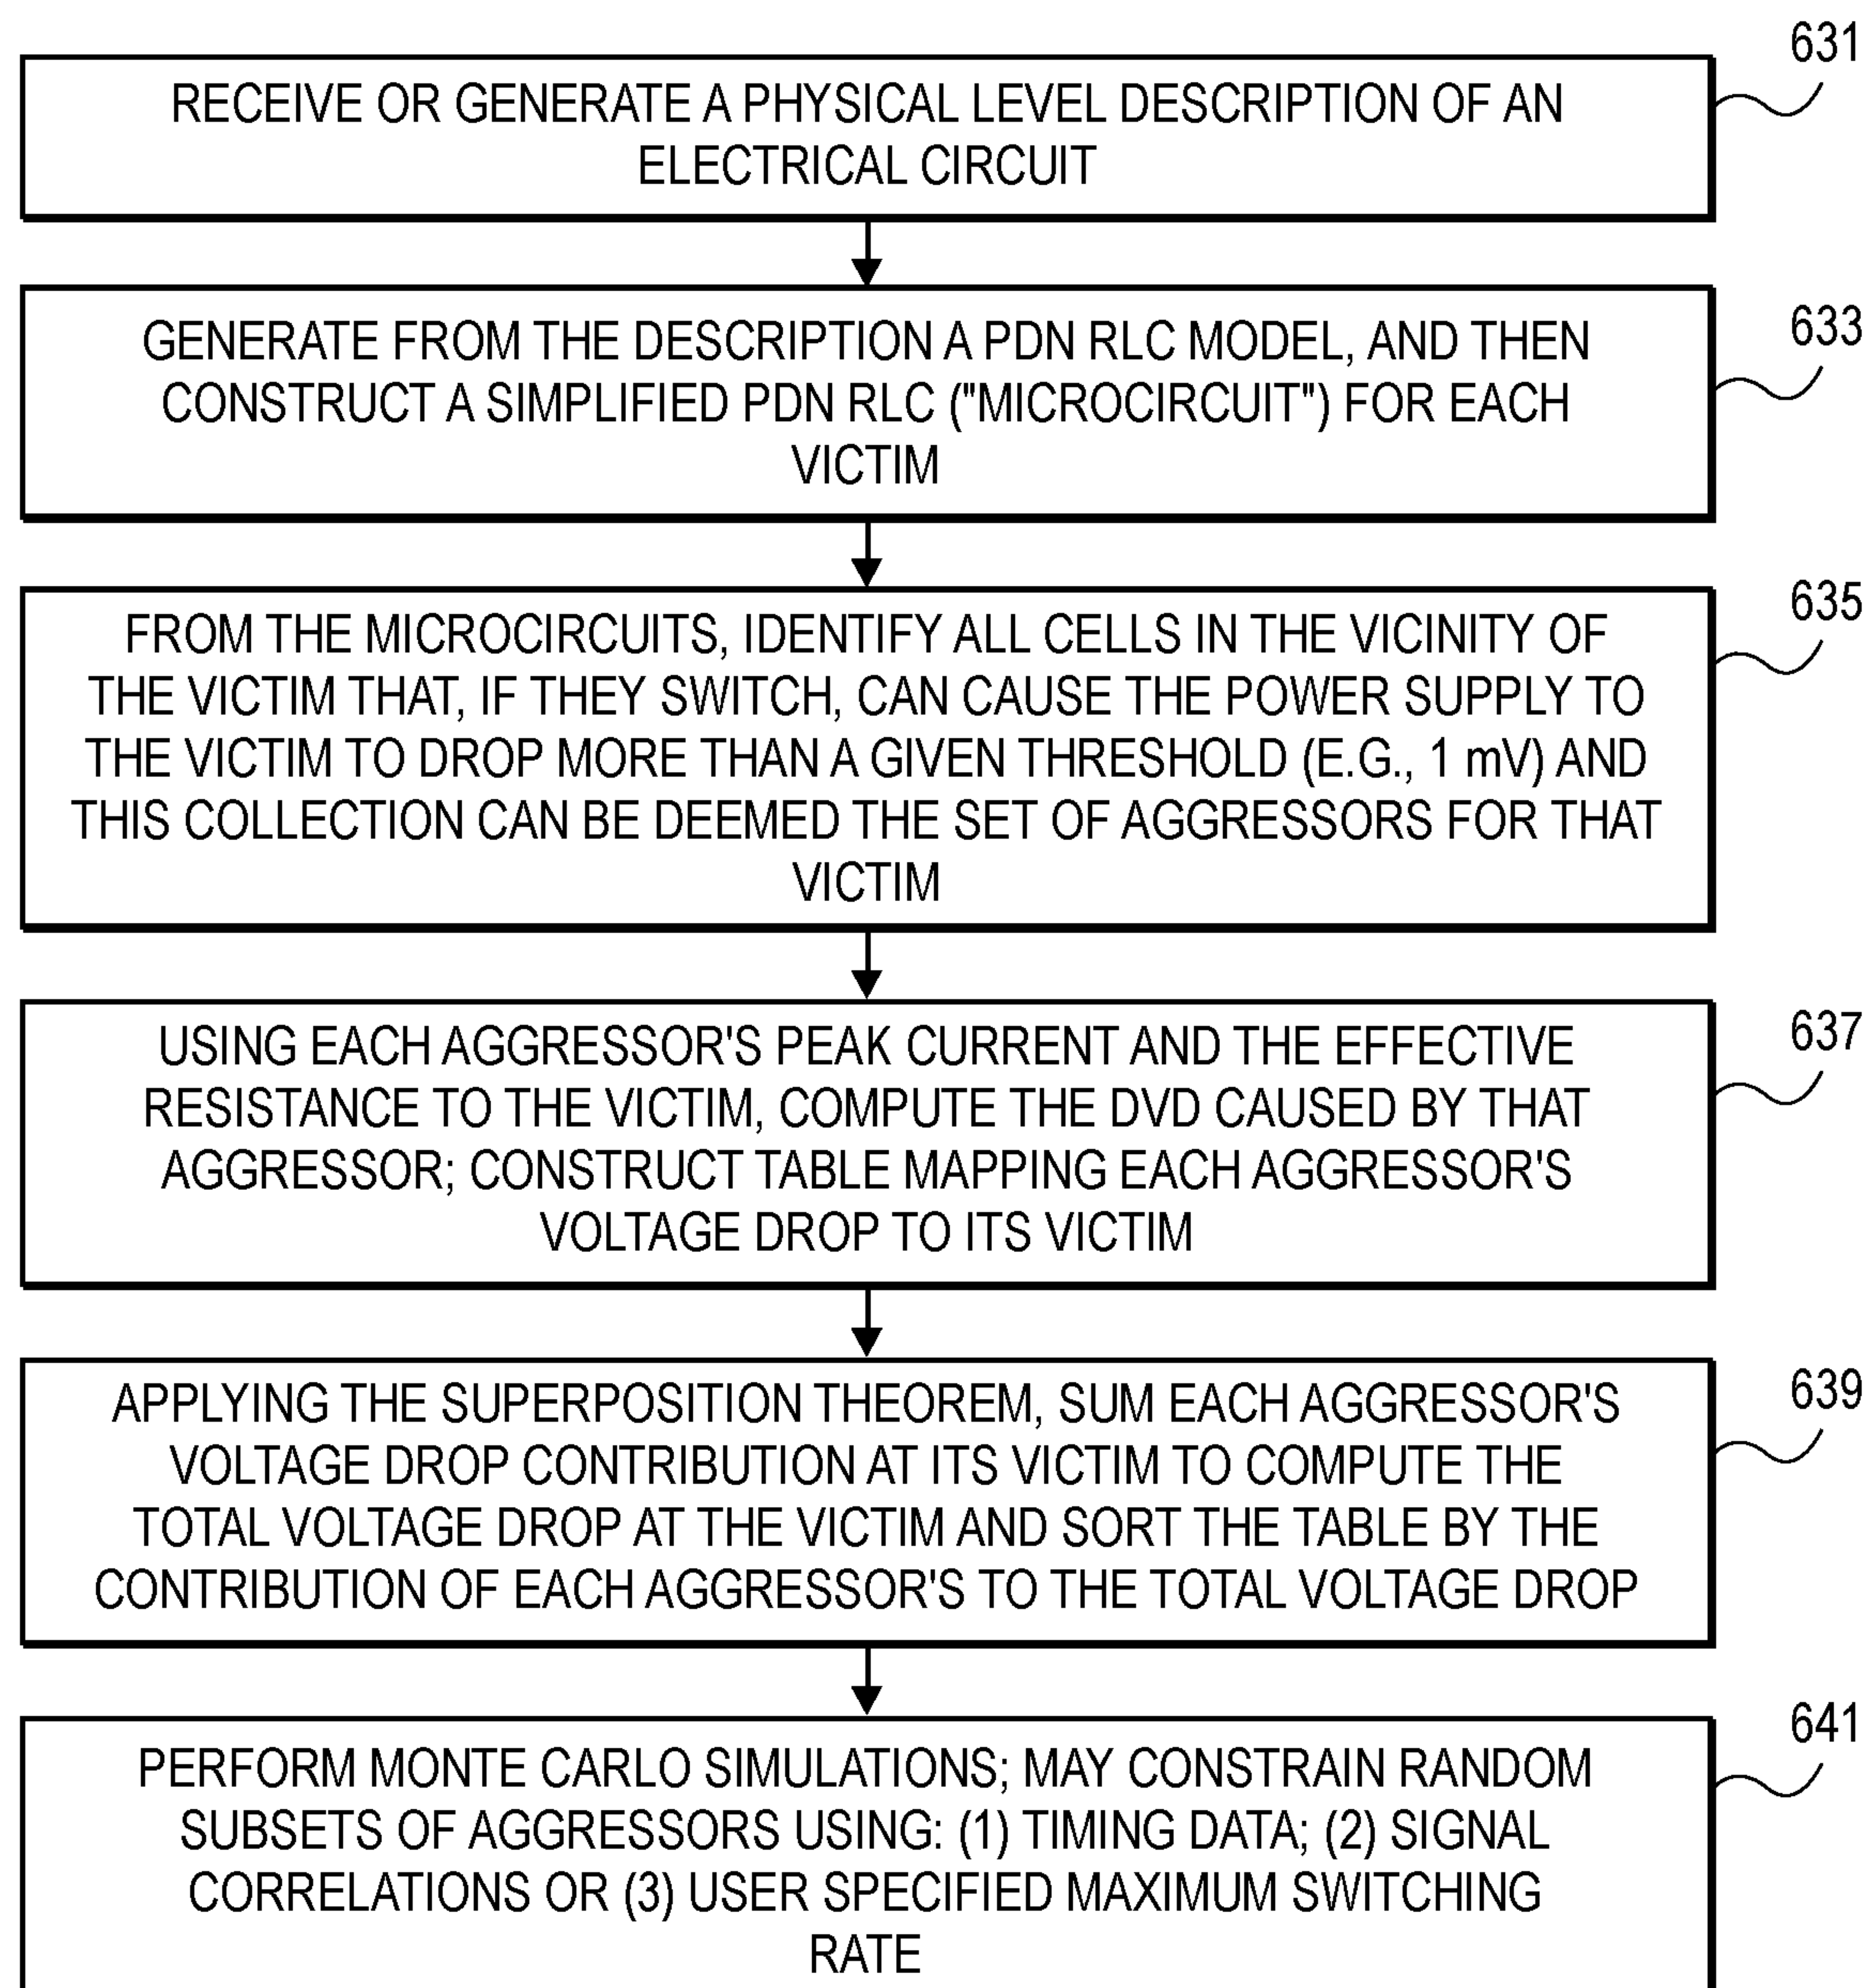 631
RECEIVE OR GENERATE A PHYSICAL LEVEL DESCRIPTION OF AN
ELECTRICAL CIRCUIT
633
GENERATE FROM THE DESCRIPTION A PDN RLC MODEL, AND THEN
CONSTRUCT A SIMPLIFIED PDN RLC ("MICROCIRCUIT") FOR EACH
VICTIM
635
FROM THE MICROCIRCUITS, IDENTIFY ALL CELLS IN THE VICINITY OF
THE VICTIM THAT, IF THEY SWITCH, CAN CAUSE THE POWER SUPPLY TO
THE VICTIM TO DROP MORE THAN A GIVEN THRESHOLD (E.G., 1 mV) AND
THIS COLLECTION CAN BE DEEMED THE SET OF AGGRESSORS FOR THAT
VICTIM
637
USING EACH AGGRESSOR'S PEAK CURRENT AND THE EFFECTIVE
RESISTANCE TO THE VICTIM, COMPUTE THE DVD CAUSED BY THAT
AGGRESSOR; CONSTRUCT TABLE MAPPING EACH AGGRESSOR'S
VOLTAGE DROP TO ITS VICTIM
639
APPLYING THE SUPERPOSITION THEOREM, SUM EACH AGGRESSOR'S
VOLTAGE DROP CONTRIBUTION AT ITS VICTIM TO COMPUTE THE
TOTAL VOLTAGE DROP AT THE VICTIM AND SORT THE TABLE BY THE
CONTRIBUTION OF EACH AGGRESSOR'S TO THE TOTAL VOLTAGE DROP
641
PERFORM MONTE CARLO SIMULATIONS; MAY CONSTRAIN RANDOM
SUBSETS OF AGGRESSORS USING: (1) TIMING DATA; (2) SIGNAL
CORRELATIONS OR (3) USER SPECIFIED MAXIMUM SWITCHING
RATE